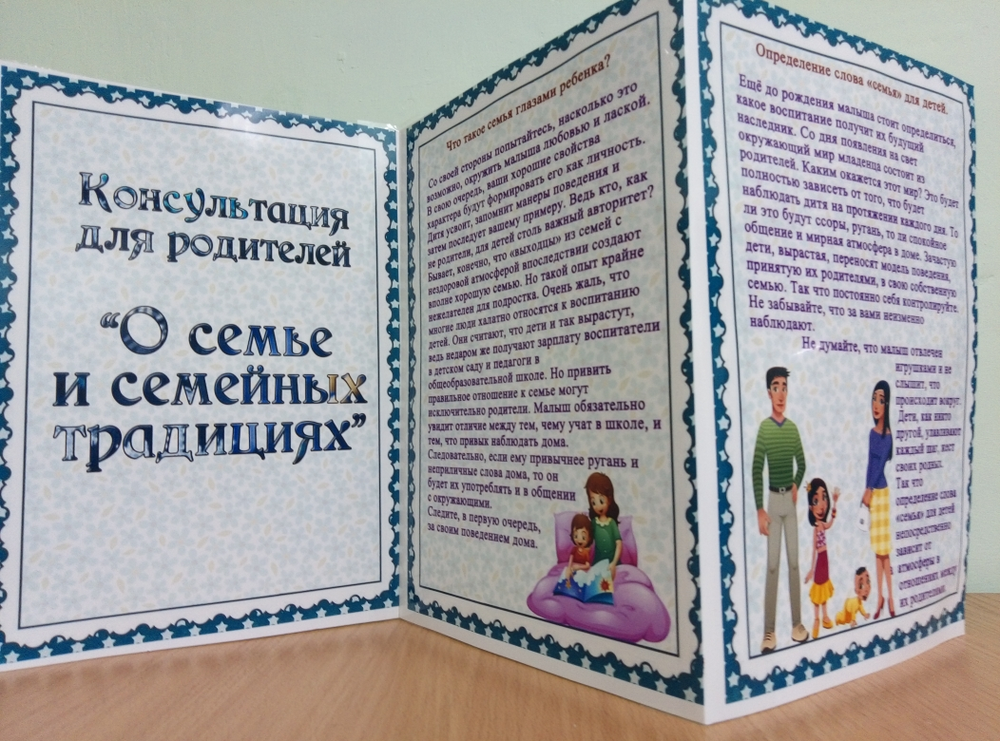 Консультация
для родителей
“О семье
и семейных
традициях”
Что такое семья глазами ребенка?
Со своей стороны попытайтесь, насколько это
возможно, окружить малыша любовью и лаской.
В свою очередь, ваши хорошие свойства
характера будут формировать его как личность.
Дитя усвоит, запомнит манеры поведения и
затем последует вашему примеру. Ведь кто, как
не родители, для детей столь важный авторитет?
Бывает, конечно, что «выходцы» из семей с
нездоровой атмосферой впоследствии создают
вполне хорошую семью. Но такой опыт крайне
нежелателен для подростка. Очень жаль, что
многие люди халатно относятся к воспитанию
детей. Они считают, что дети и так вырастут,
ведь недаром же получают зарплату воспитатели
в детском саду и педагоги в
общеобразовательной школе. Но привить
правильное отношение к семье могут
исключительно родители. Малыш обязательно
увидит отличие между тем, чему учат в школе, и
тем, что привык наблюдать дома.
Следовательно, если ему привычнее ругань и
неприличные слова дома, то он
будет их употреблять и в общении
с окружающими.
Следите, в первую очередь,
за своим поведением дома.
Определение слова «семья» для детей.
Ещё до рождения малыша стоит определиться,
какое воспитание получит их будущий
наследник. Со дня появления на свет
окружающий мир младенца состоит из
родителей. Каким окажется этот мир? Это будет
полностью зависеть от того, что будет
наблюдать дитя на протяжении каждого дня. То
ли это будут ссоры, ругань, то ли спокойное
общение и мирная атмосфера в доме. Зачастую
дети, вырастая, переносят модель поведения,
принятую их родителями, в свою собственную
семью. Так что постоянно себя контролируйте.
Не забывайте, что за вами неизменно
наблюдают.
Не думайте, что малыш отвлечен
игрушками и не
слышит, что
происходит вокруг.
Дети, как никто
другой, улавливают
каждый шаг, жест
своих родных.
Так что
определение слова
«семья» для детей
непосредственно
зависит от
атмосферы в
отношениях между
их родителями.